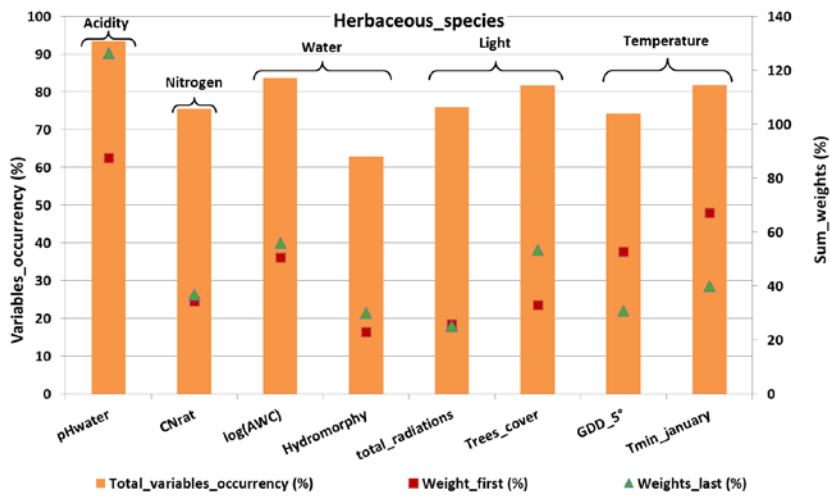 Herbaceous_species
Acidity
Nitrogen
Water
Light
Temperature
Variables_occurrency (%)
100
90
80
70
60
50
40
30
20
10
0
140
120
100
80
60
40
20
0
Sum_weights (%)
pHwater
CNrat
log(AWC)
Hydromorphy
total_radiations
Trees_cover
GDD_5°
Tmin_january
Total_variables_occurrency (%)
Weight_first (%)
Weights_last (%)